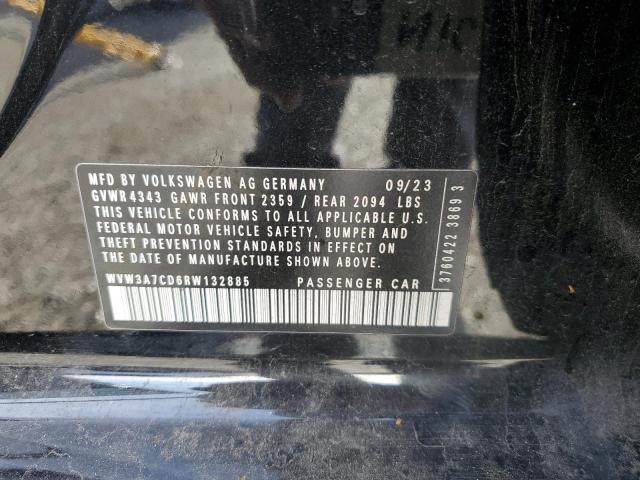 MFD BY VOLKSWAGEN AG GERMANY 09/23
GVWR 4343 GAWR FRONT 2359 / REAR 2094 LBS
THIS VEHICLE CONFORMS TO ALL APPLICABLE U.S.
FEDERAL MOTOR VEHICLE SAFETY, BUMPER AND
THEFT PREVENTION STANDARDS IN EFFECT ON THE
DATE OF MANUFACTURE SHOWN ABOVE.
WVW3A7CD6RW132885 PASSENGER CAR
3760422 3869 3